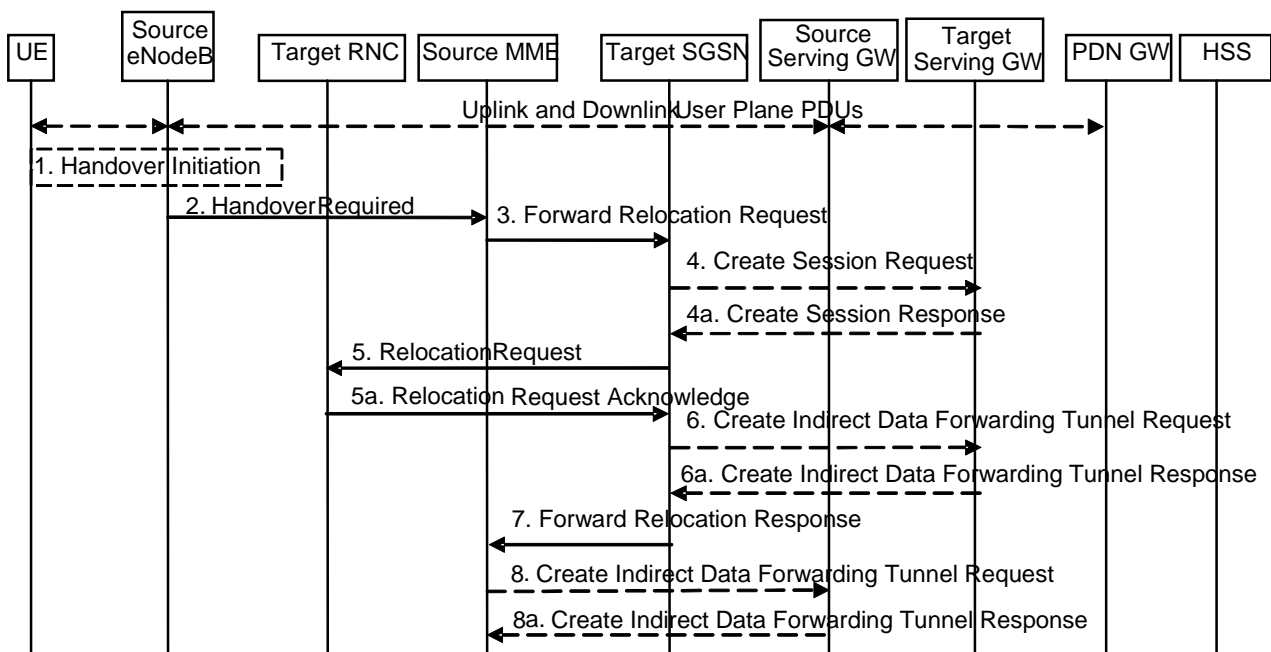 UE
Source
eNodeB
Target RNC
Source MME
Target SGSN
Source
Serving GW
Target
Serving GW
PDN GW
HSS
Uplink and Downlink User Plane PDUs
1. Handover Initiation
2. Handover Required
3. Forward Relocation Request
4. Create Session Request
4a. Create Session Response
5. Relocation Request
5a. Relocation Request Acknowledge
6. Create Indirect Data Forwarding Tunnel Request
6a. Create Indirect Data Forwarding Tunnel Response
7. Forward Relocation Response
8. Create Indirect Data Forwarding Tunnel Request
8a. Create Indirect Data Forwarding Tunnel Response